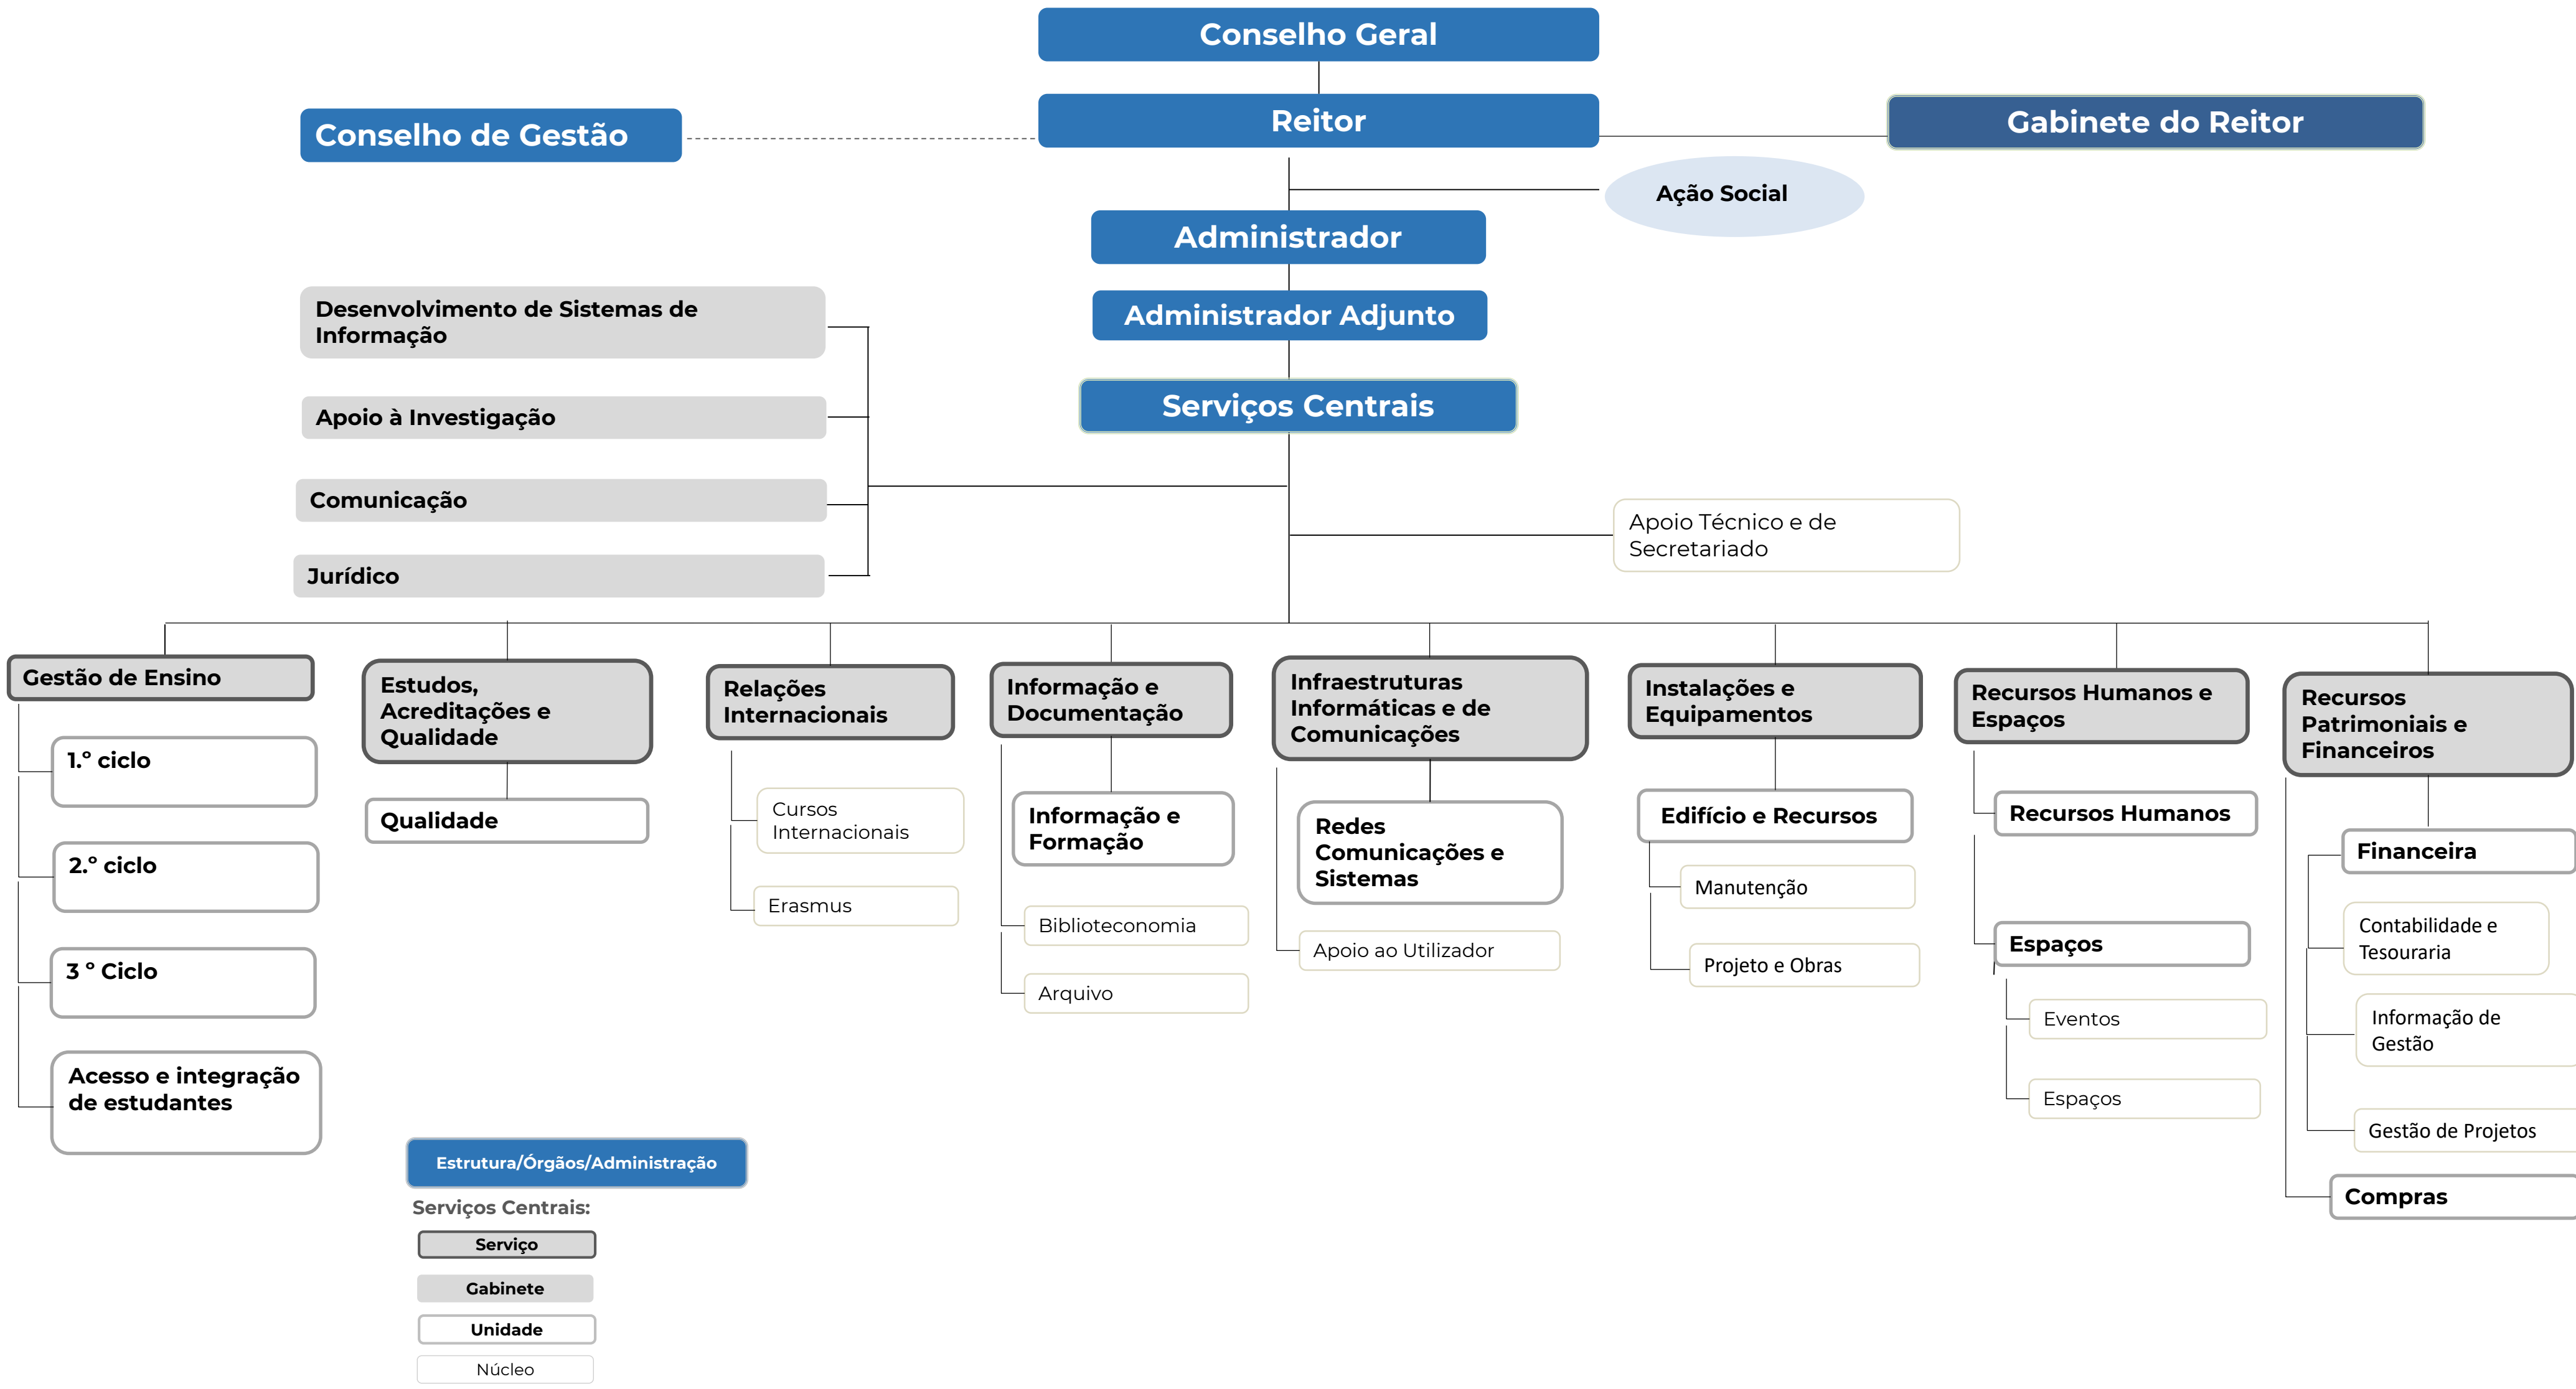 Conselho Geral
Conselho de Gestão
Reitor
Gabinete do Reitor
Ação Social
Administrador
Administrador Adjunto
Serviços Centrais
Desenvolvimento de Sistemas de
Informação
Apoio à Investigação
Comunicação
Jurídico
Apoio Técnico e de
Secretariado
Gestão de Ensino
1.º ciclo
2.º ciclo
3 º Ciclo
Acesso e integração
de estudantes
Estudos,
Acreditações e
Qualidade
Qualidade
Relações
Internacionais
Cursos
Internacionais
Erasmus
Informação e
Documentação
Informação e
Formação
Biblioteconomia
Arquivo
Infraestruturas
Informáticas e de
Comunicações
Redes
Comunicações e
Sistemas
Apoio ao Utilizador
Instalações e
Equipamentos
Edifício e Recursos
Manutenção
Projeto e Obras
Recursos Humanos e
Espaços
Recursos Humanos
Espaços
Eventos
Espaços
Recursos
Patrimoniais e
Financeiros
Financeira
Contabilidade e
Tesouraria
Informação de
Gestão
Gestão de Projetos
Compras
Estrutura/Órgãos/Administração
Serviços Centrais:
Serviço
Gabinete
Unidade
Núcleo